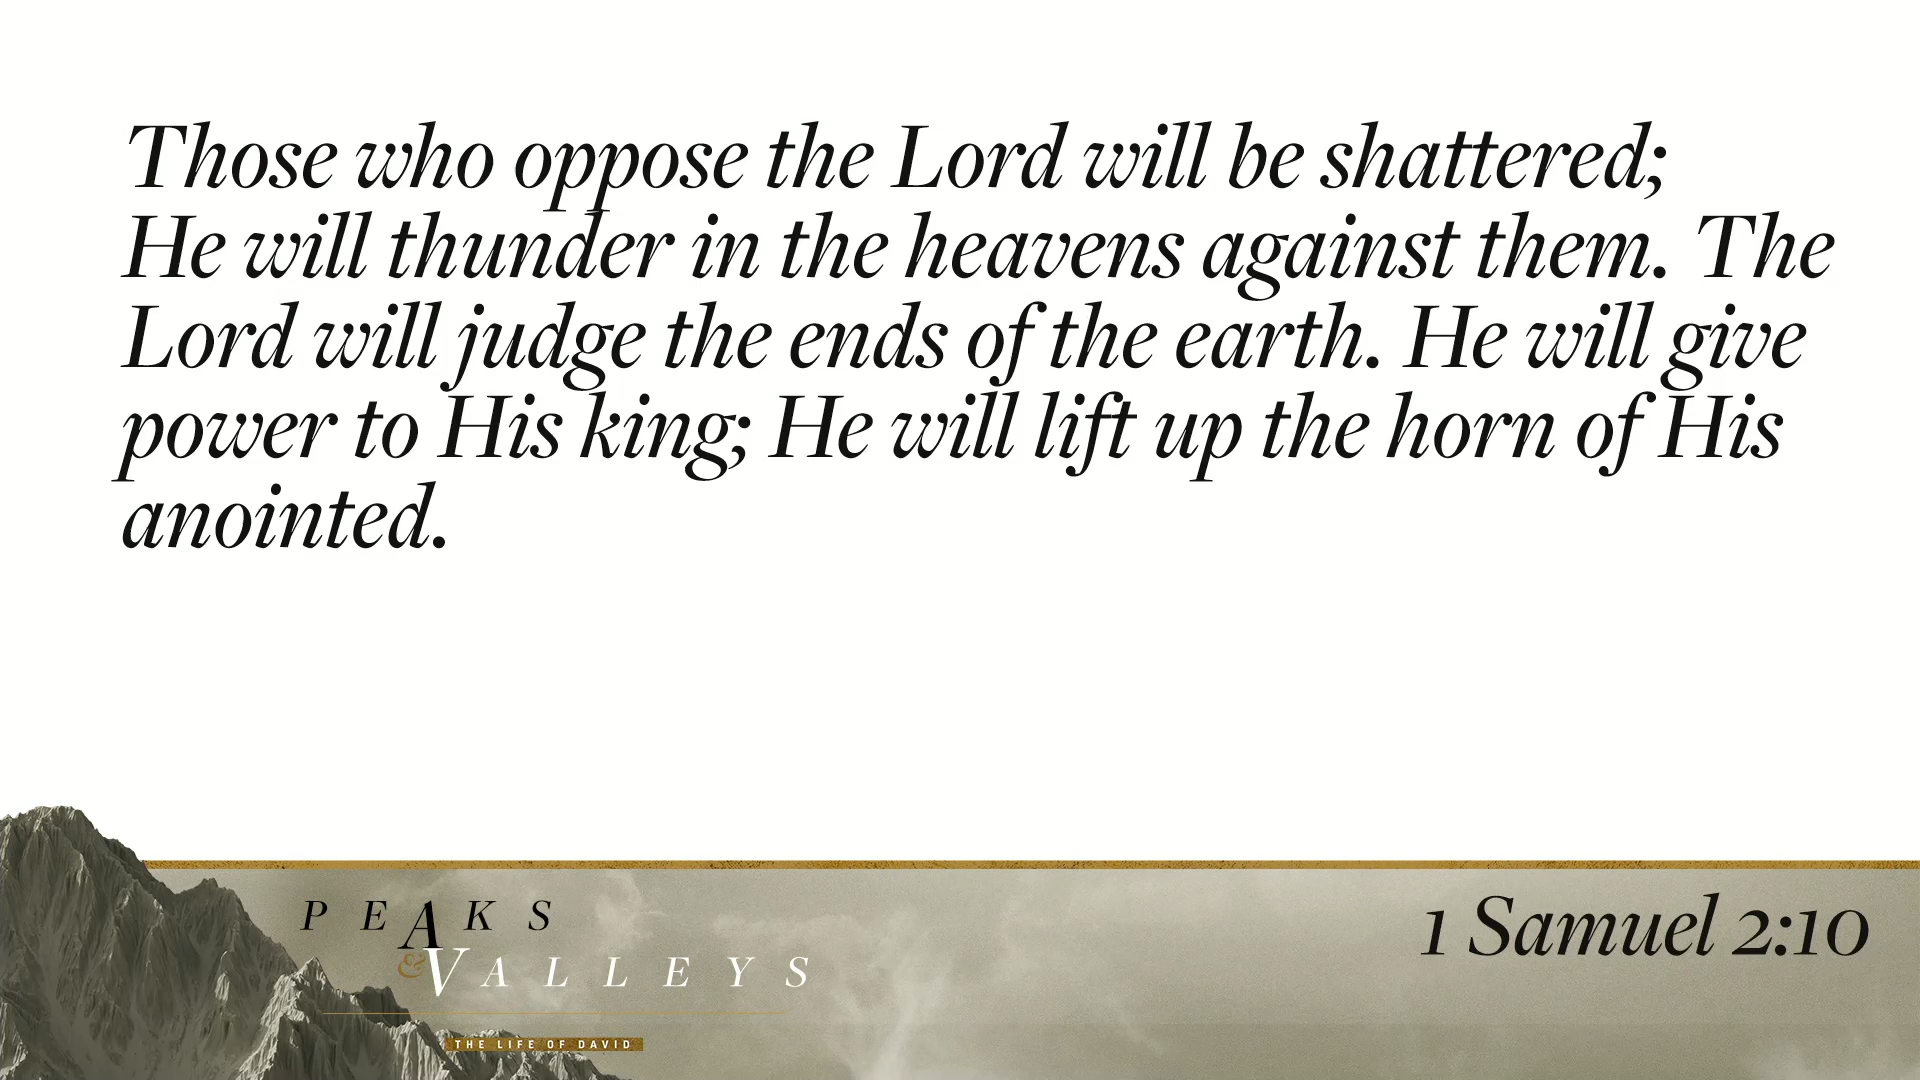 Those who oppose the Lord will be shattered;
He will thunder in the heavens against them. The
Lord will judge the ends of the earth. He will give
power to His king; He will lift up the horn of His
anointed.
PEAKS
& VALLEYS
THE LIFE OF DAVID
1 Samuel 2:10